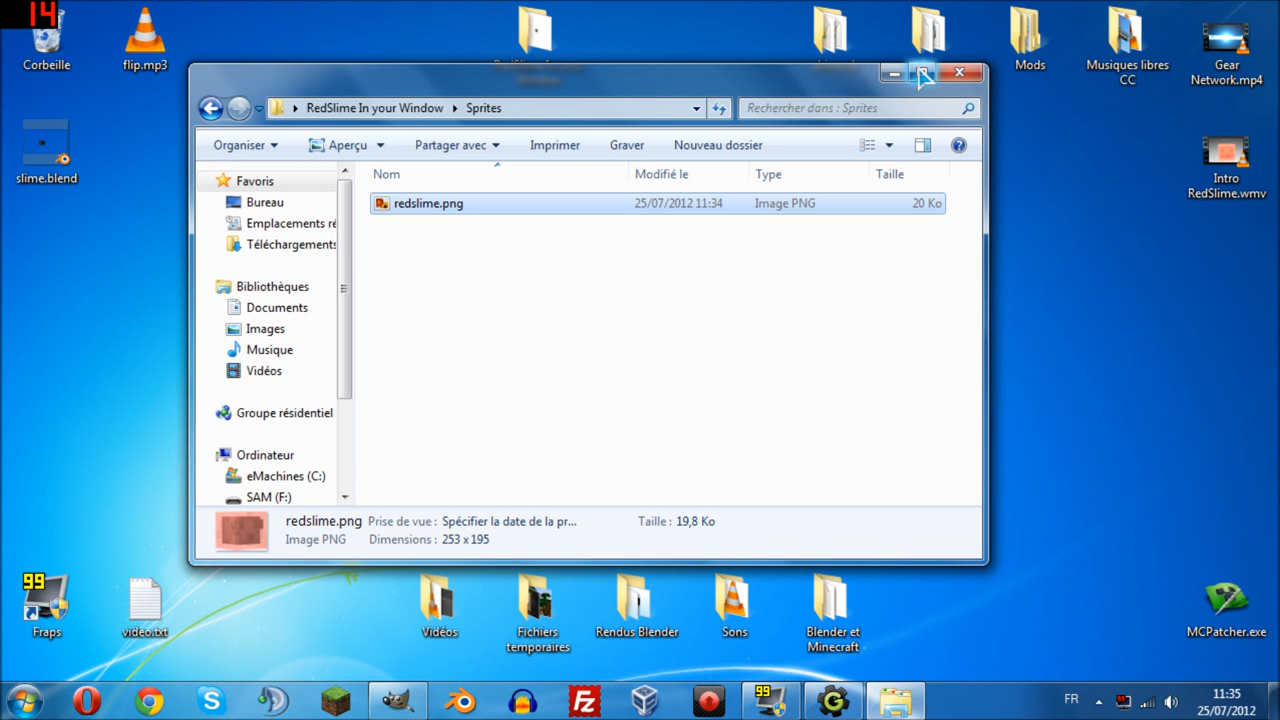 14
Corbeille
flip.mp3
Mods
Musiques libres
CC
Gear
Network.mp4
slime.blend
Intro
RedSlime.wmv
RedSlime In your Window
Sprites
Rechercher dans : Sprites
Organiser
Aperçu
Partager avec
Imprimer
Graver
Nouveau dossier
Favoris
Bureau
Emplacements ré
Téléchargements
Bibliothèques
Documents
Images
Musique
Vidéos
Groupe résidentiel
Ordinateur
eMachines (C:)
SAM (F:)
Nom
Modifié le
Type
Taille
redslime.png
25/07/2012 11:34
Image PNG
20 Ko
redslime.png
Prise de vue : Spécifier la date de la pr...
Taille : 19,8 Ko
Image PNG
Dimensions : 253 x 195
99
Fraps
video.txt
Vidéos
Fichiers
temporaires
Rendus Blender
Sons
Blender et
Minecraft
MCPatcher.exe
99
FR
11:35
25/07/2012